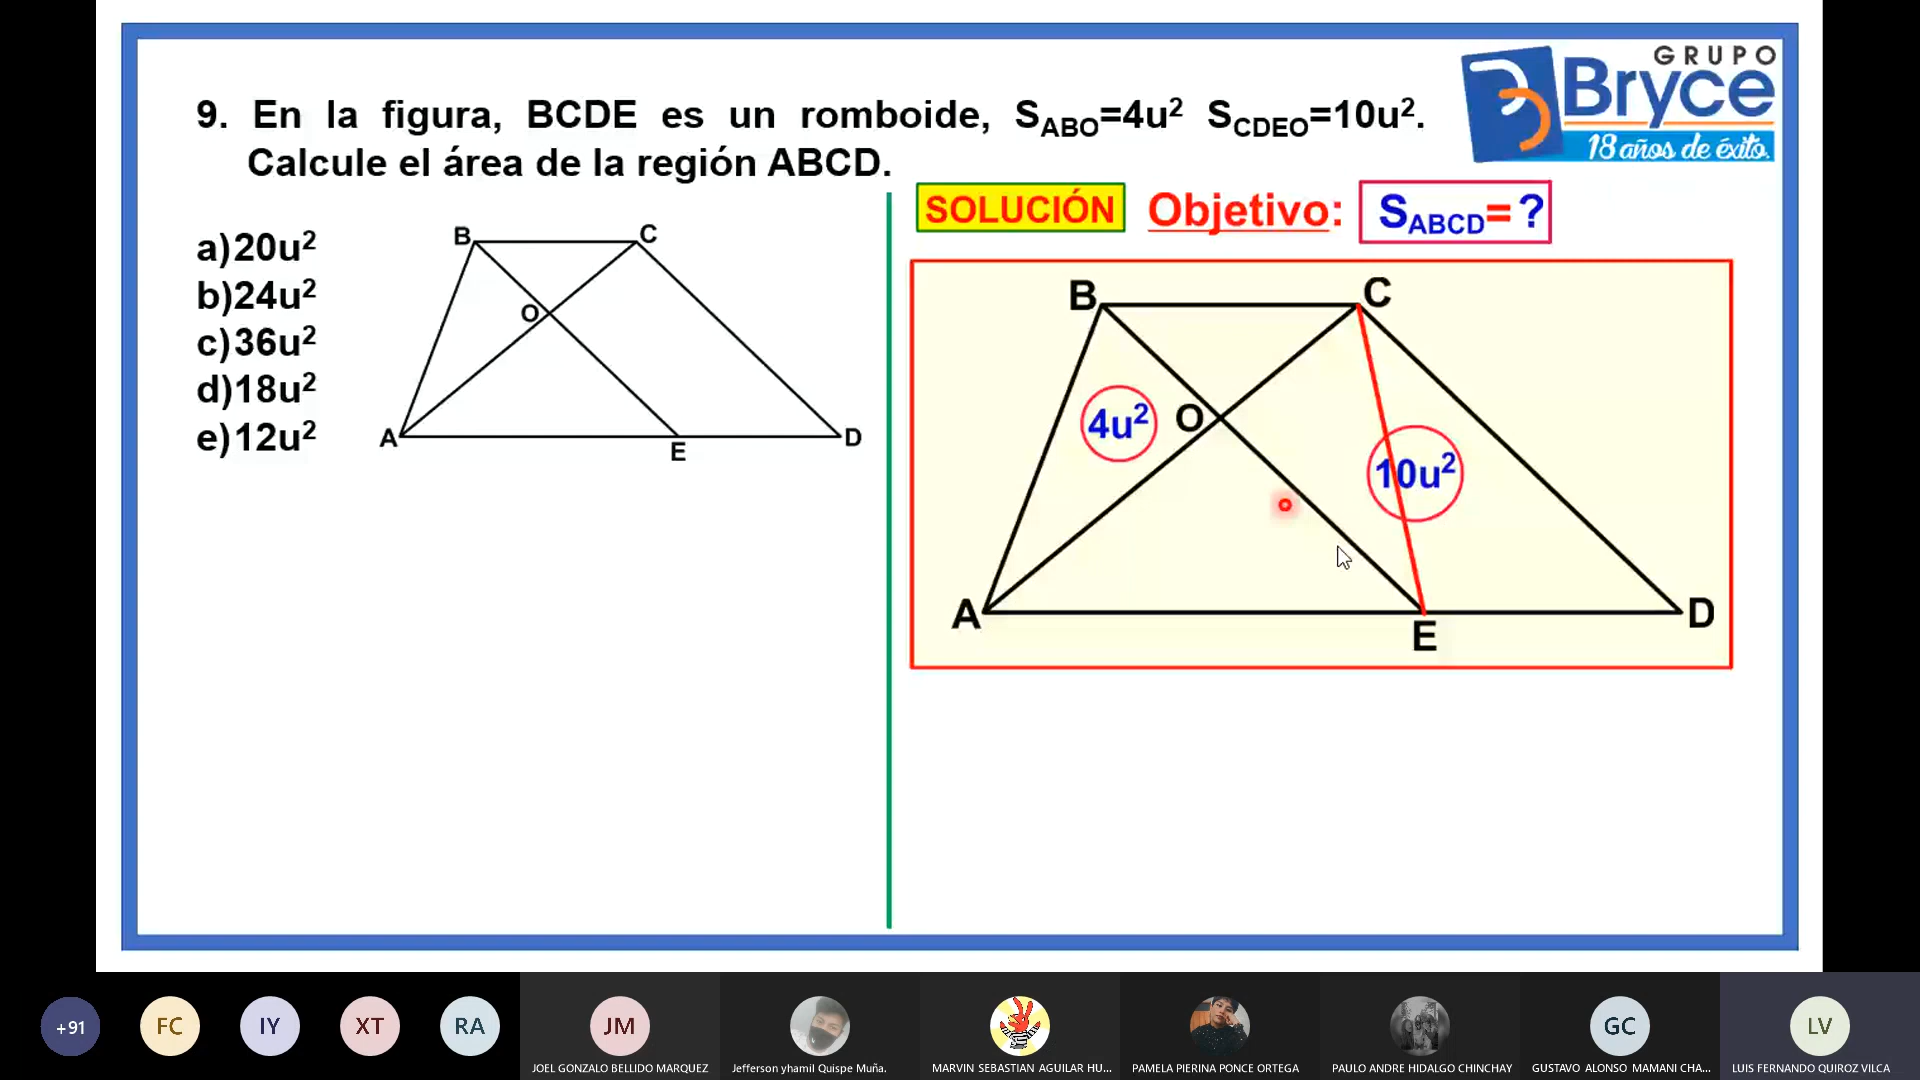 GRUPO
Bryce
18 años de éxito.
9. En la figura, BCDE es un romboide, S_ABO=4u² S_CDEO=10u².
Calcule el área de la región ABCD.
SOLUCIÓN Objetivo: S_ABCD=?
a)20u²
b)24u²
c)36u²
d)18u²
e)12u²
B C
O
A E D
B C
4u² O 10u²
A E D
+91 FC IY XT RA JM GC LV
JOEL GONZALO BELLIDO MARQUEZ
Jefferson yhamil Quispe Muña.
MARVIN SEBASTIAN AGUILAR HU...
PAMELA PIERINA PONCE ORTEGA
PAULO ANDRE HIDALGO CHINCHAY
GUSTAVO ALONSO MAMANI CHA...
LUIS FERNANDO QUIROZ VILCA